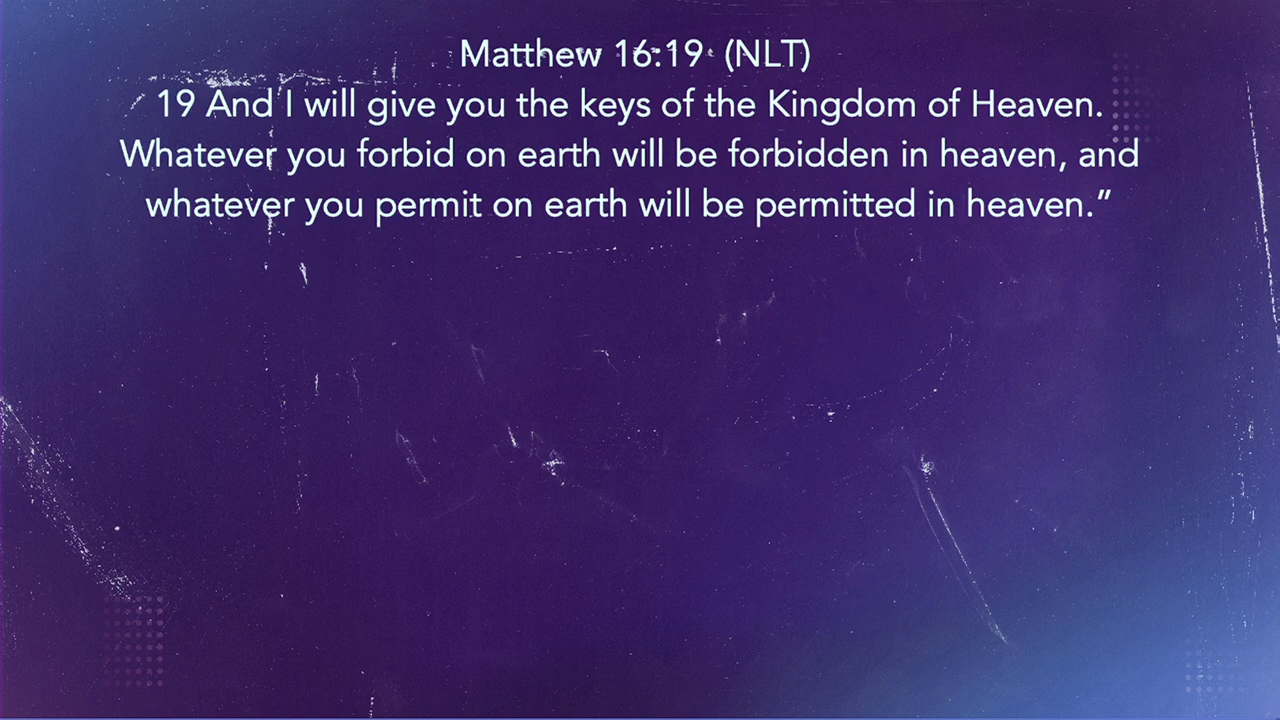 Matthew 16:19 (NLT)
19 And I will give you the keys of the Kingdom of Heaven.
Whatever you forbid on earth will be forbidden in heaven, and
whatever you permit on earth will be permitted in heaven.”